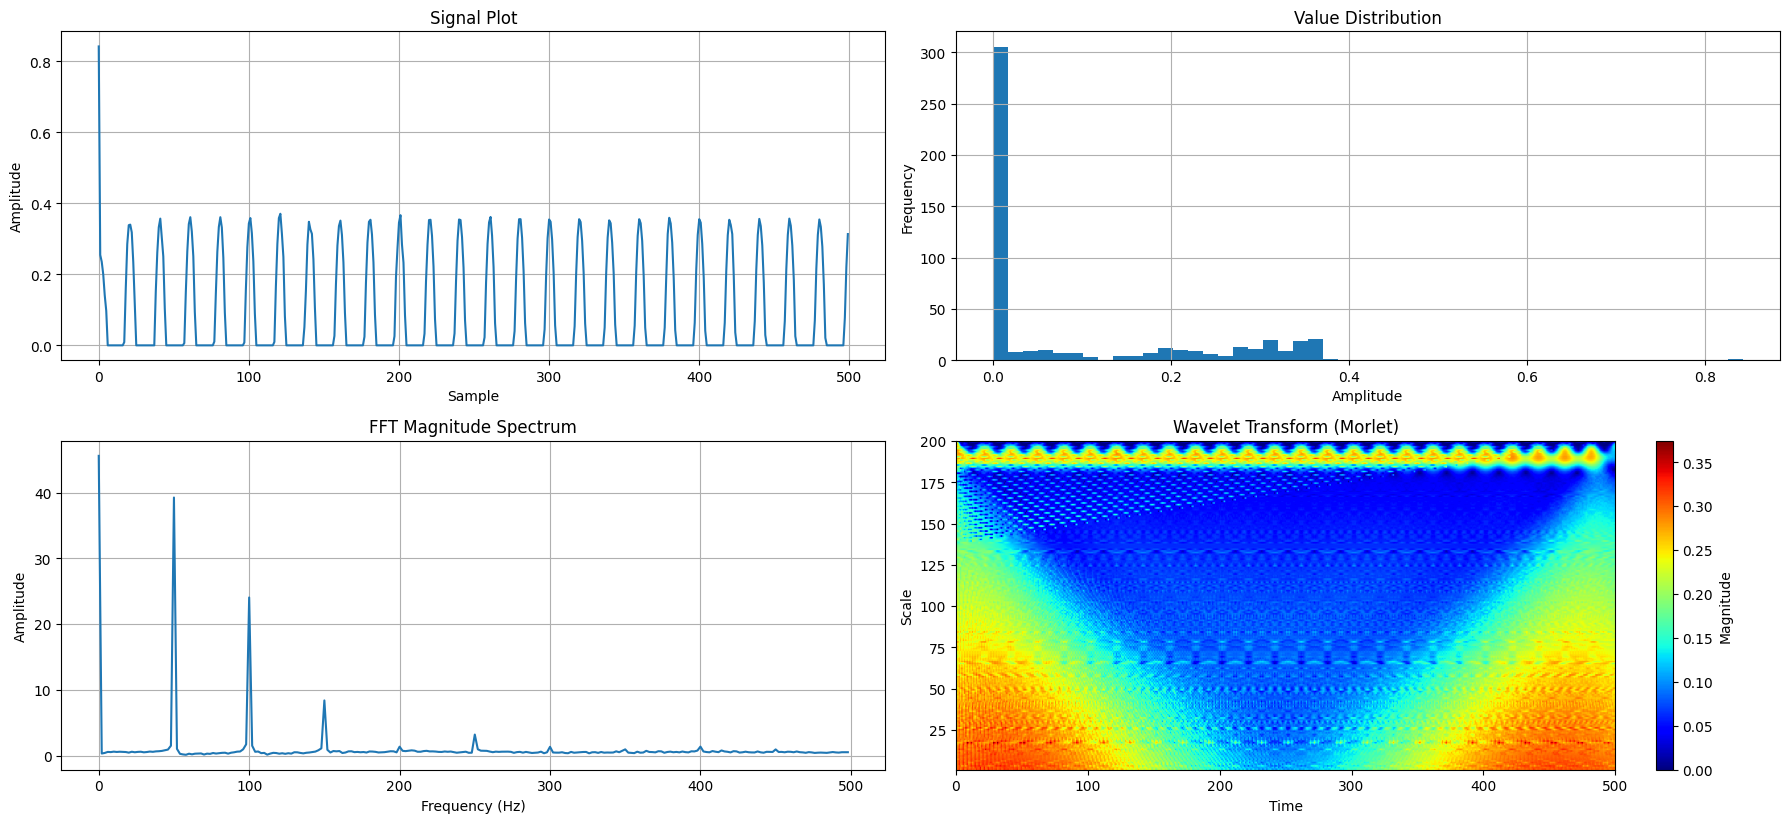 Signal Plot
Amplitude
0.8
0.6
0.4
0.2
0.0
0 100 200 300 400 500
Sample
Value Distribution
Frequency
300
250
200
150
100
50
0
0.0 0.2 0.4 0.6 0.8
Amplitude
FFT Magnitude Spectrum
Amplitude
40
30
20
10
0
0 100 200 300 400 500
Frequency (Hz)
Wavelet Transform (Morlet)
Scale
200
175
150
125
100
75
50
25
0 100 200 300 400 500
Time
0.35
0.30
0.25
0.20
0.15
0.10
0.05
0.00
Magnitude